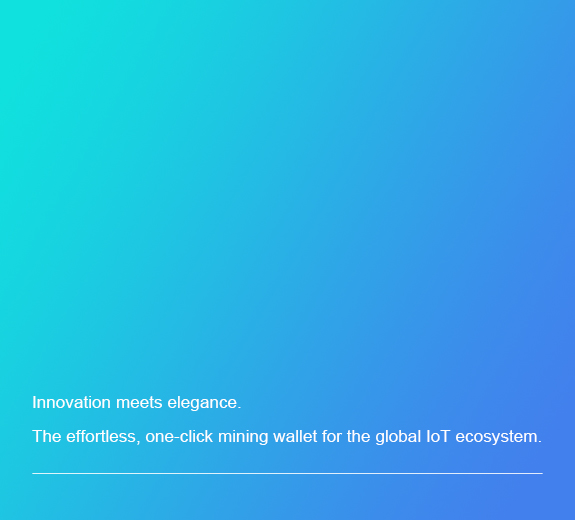 Innovation meets elegance.
The effortless, one-click mining wallet for the global IoT ecosystem.